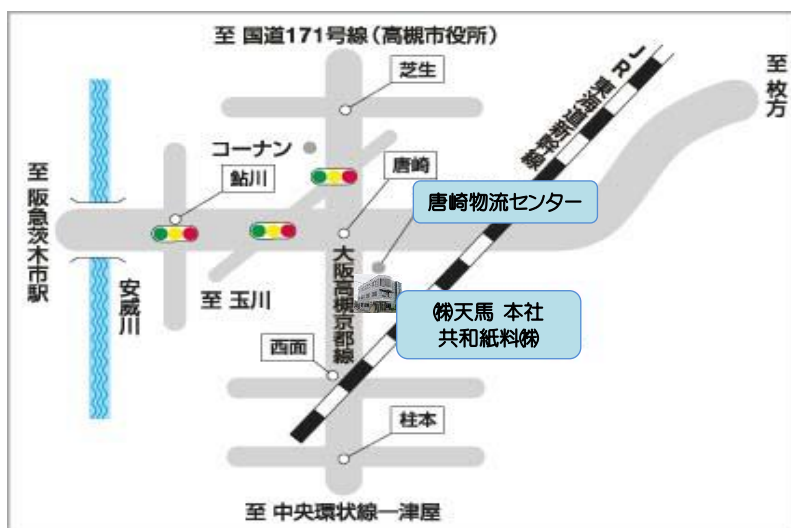 至 国道171号線（高槻市役所）
芝生
JR東海道新幹線
至 枚方
コーナン
鮎川
唐崎
至 阪急茨木市駅
唐崎物流センター
安威川
至 玉川
大阪高槻京都線
㈱天馬 本社
共和紙料㈱
西面
柱本
至 中央環状線一津屋